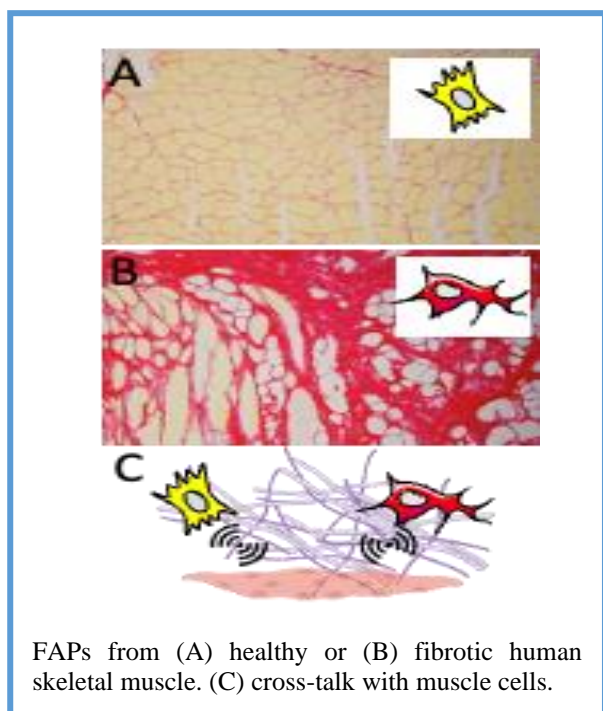 A
B
C
FAPs from (A) healthy or (B) fibrotic human
skeletal muscle. (C) cross-talk with muscle cells.